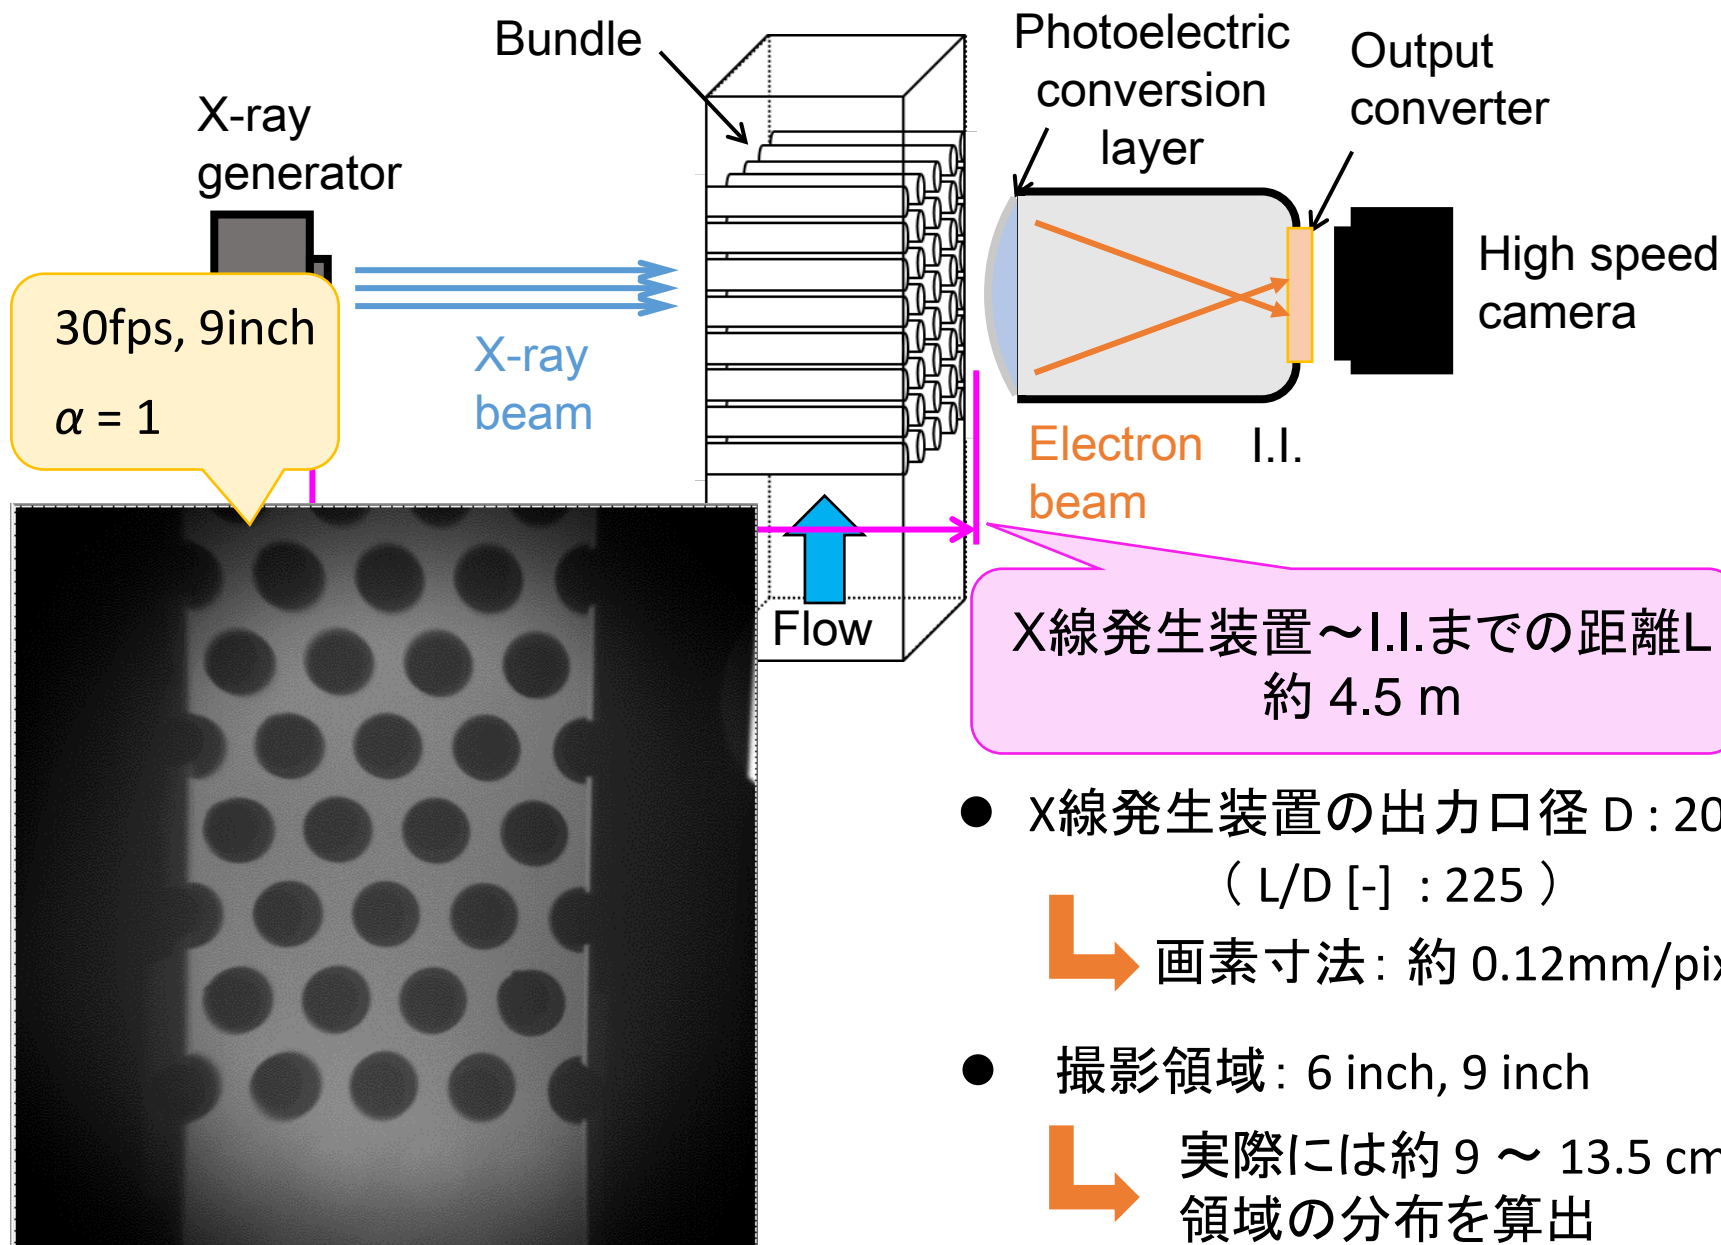 Bundle
Photoelectric
conversion
layer
Output
converter
X-ray
generator
High speed
camera
30fps, 9inch
α = 1
X-ray
beam
Electron
beam
I.I.
Flow
X線発生装置～I.I.までの距離L
約 4.5 m
● X線発生装置の出力口径 D : 20
（ L/D [-] : 225 ）
画素寸法： 約 0.12mm/pix
● 撮影領域： 6 inch, 9 inch
実際には約 9 ～ 13.5 cm
領域の分布を算出